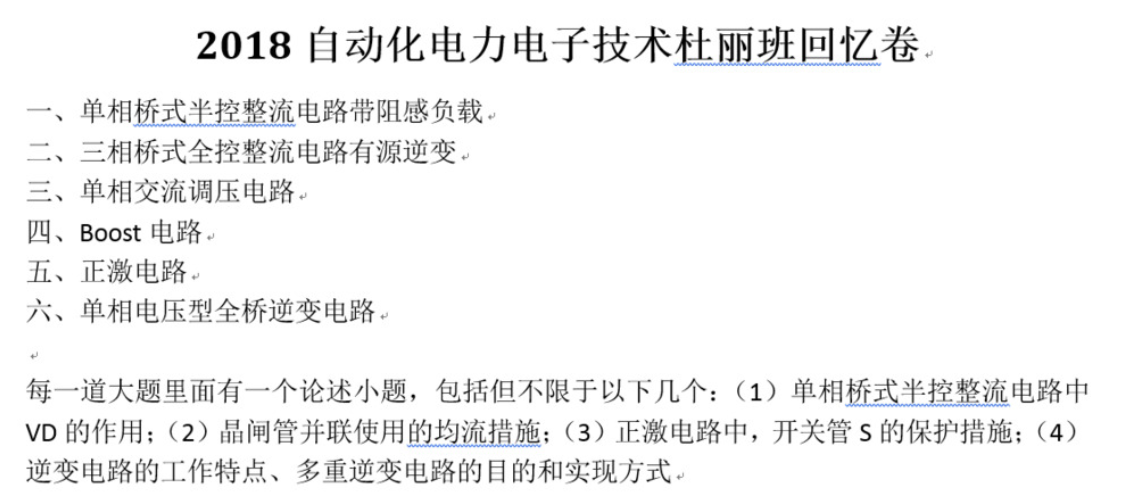 2018 自动化电力电子技术杜丽班回忆卷
一、单相桥式半控整流电路带阻感负载
二、三相桥式全控整流电路有源逆变
三、单相交流调压电路
四、Boost 电路
五、正激电路
六、单相电压型全桥逆变电路
每一道大题里面有一个论述小题，包括但不限于以下几个：（1）单相桥式半控整流电路中
VD 的作用；（2）晶闸管并联使用的均流措施；（3）正激电路中，开关管 S 的保护措施；（4）
逆变电路的工作特点、多重逆变电路的目的和实现方式